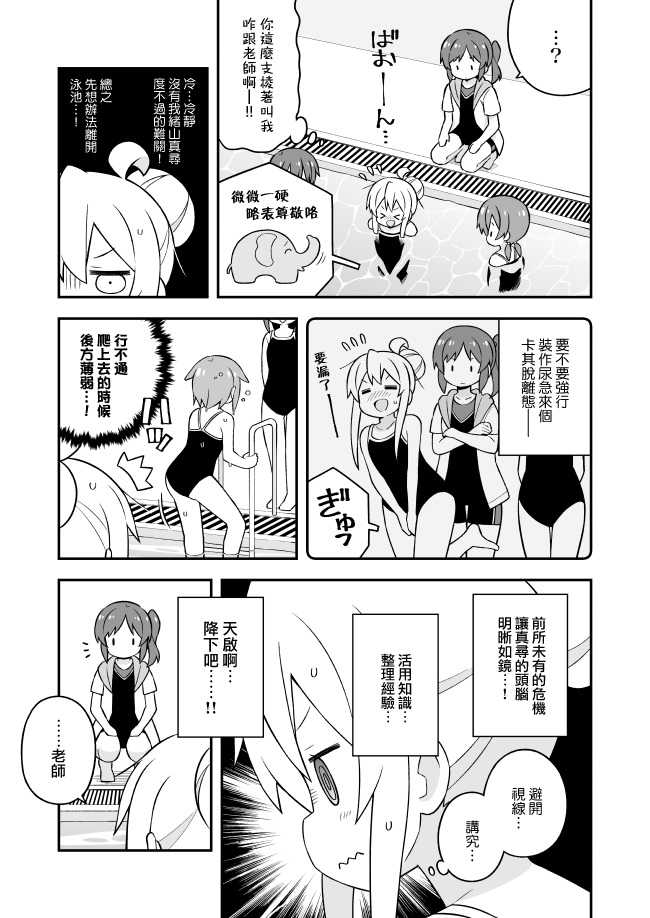 …?
ばおーん…
你這麼支棱著叫我
咋跟老師啊──!!
微微一硬
略表尊敬咯
冷…冷靜
沒有我緒山真尋
度不過的難關!
總之
先想辦法離開
泳池…!
要不要強行
裝作尿急來個
卡其脫離態──
要漏了──
ぎゅっ
行不通
爬上去的時候
後方薄弱…!
前所未有的危機
讓真尋的頭腦
明晰如鏡…!
避開
視線…
講究…
活用知識…
整理經驗…
天啟啊…
降下吧……!!
……老師